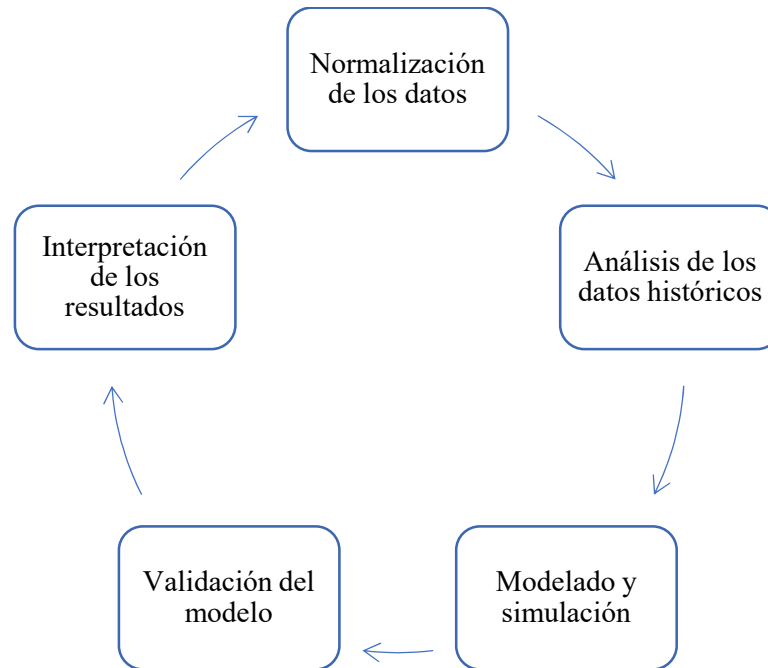 Normalización
de los datos
Análisis de los
datos históricos
Modelado y
simulación
Validación del
modelo
Interpretación
de los
resultados